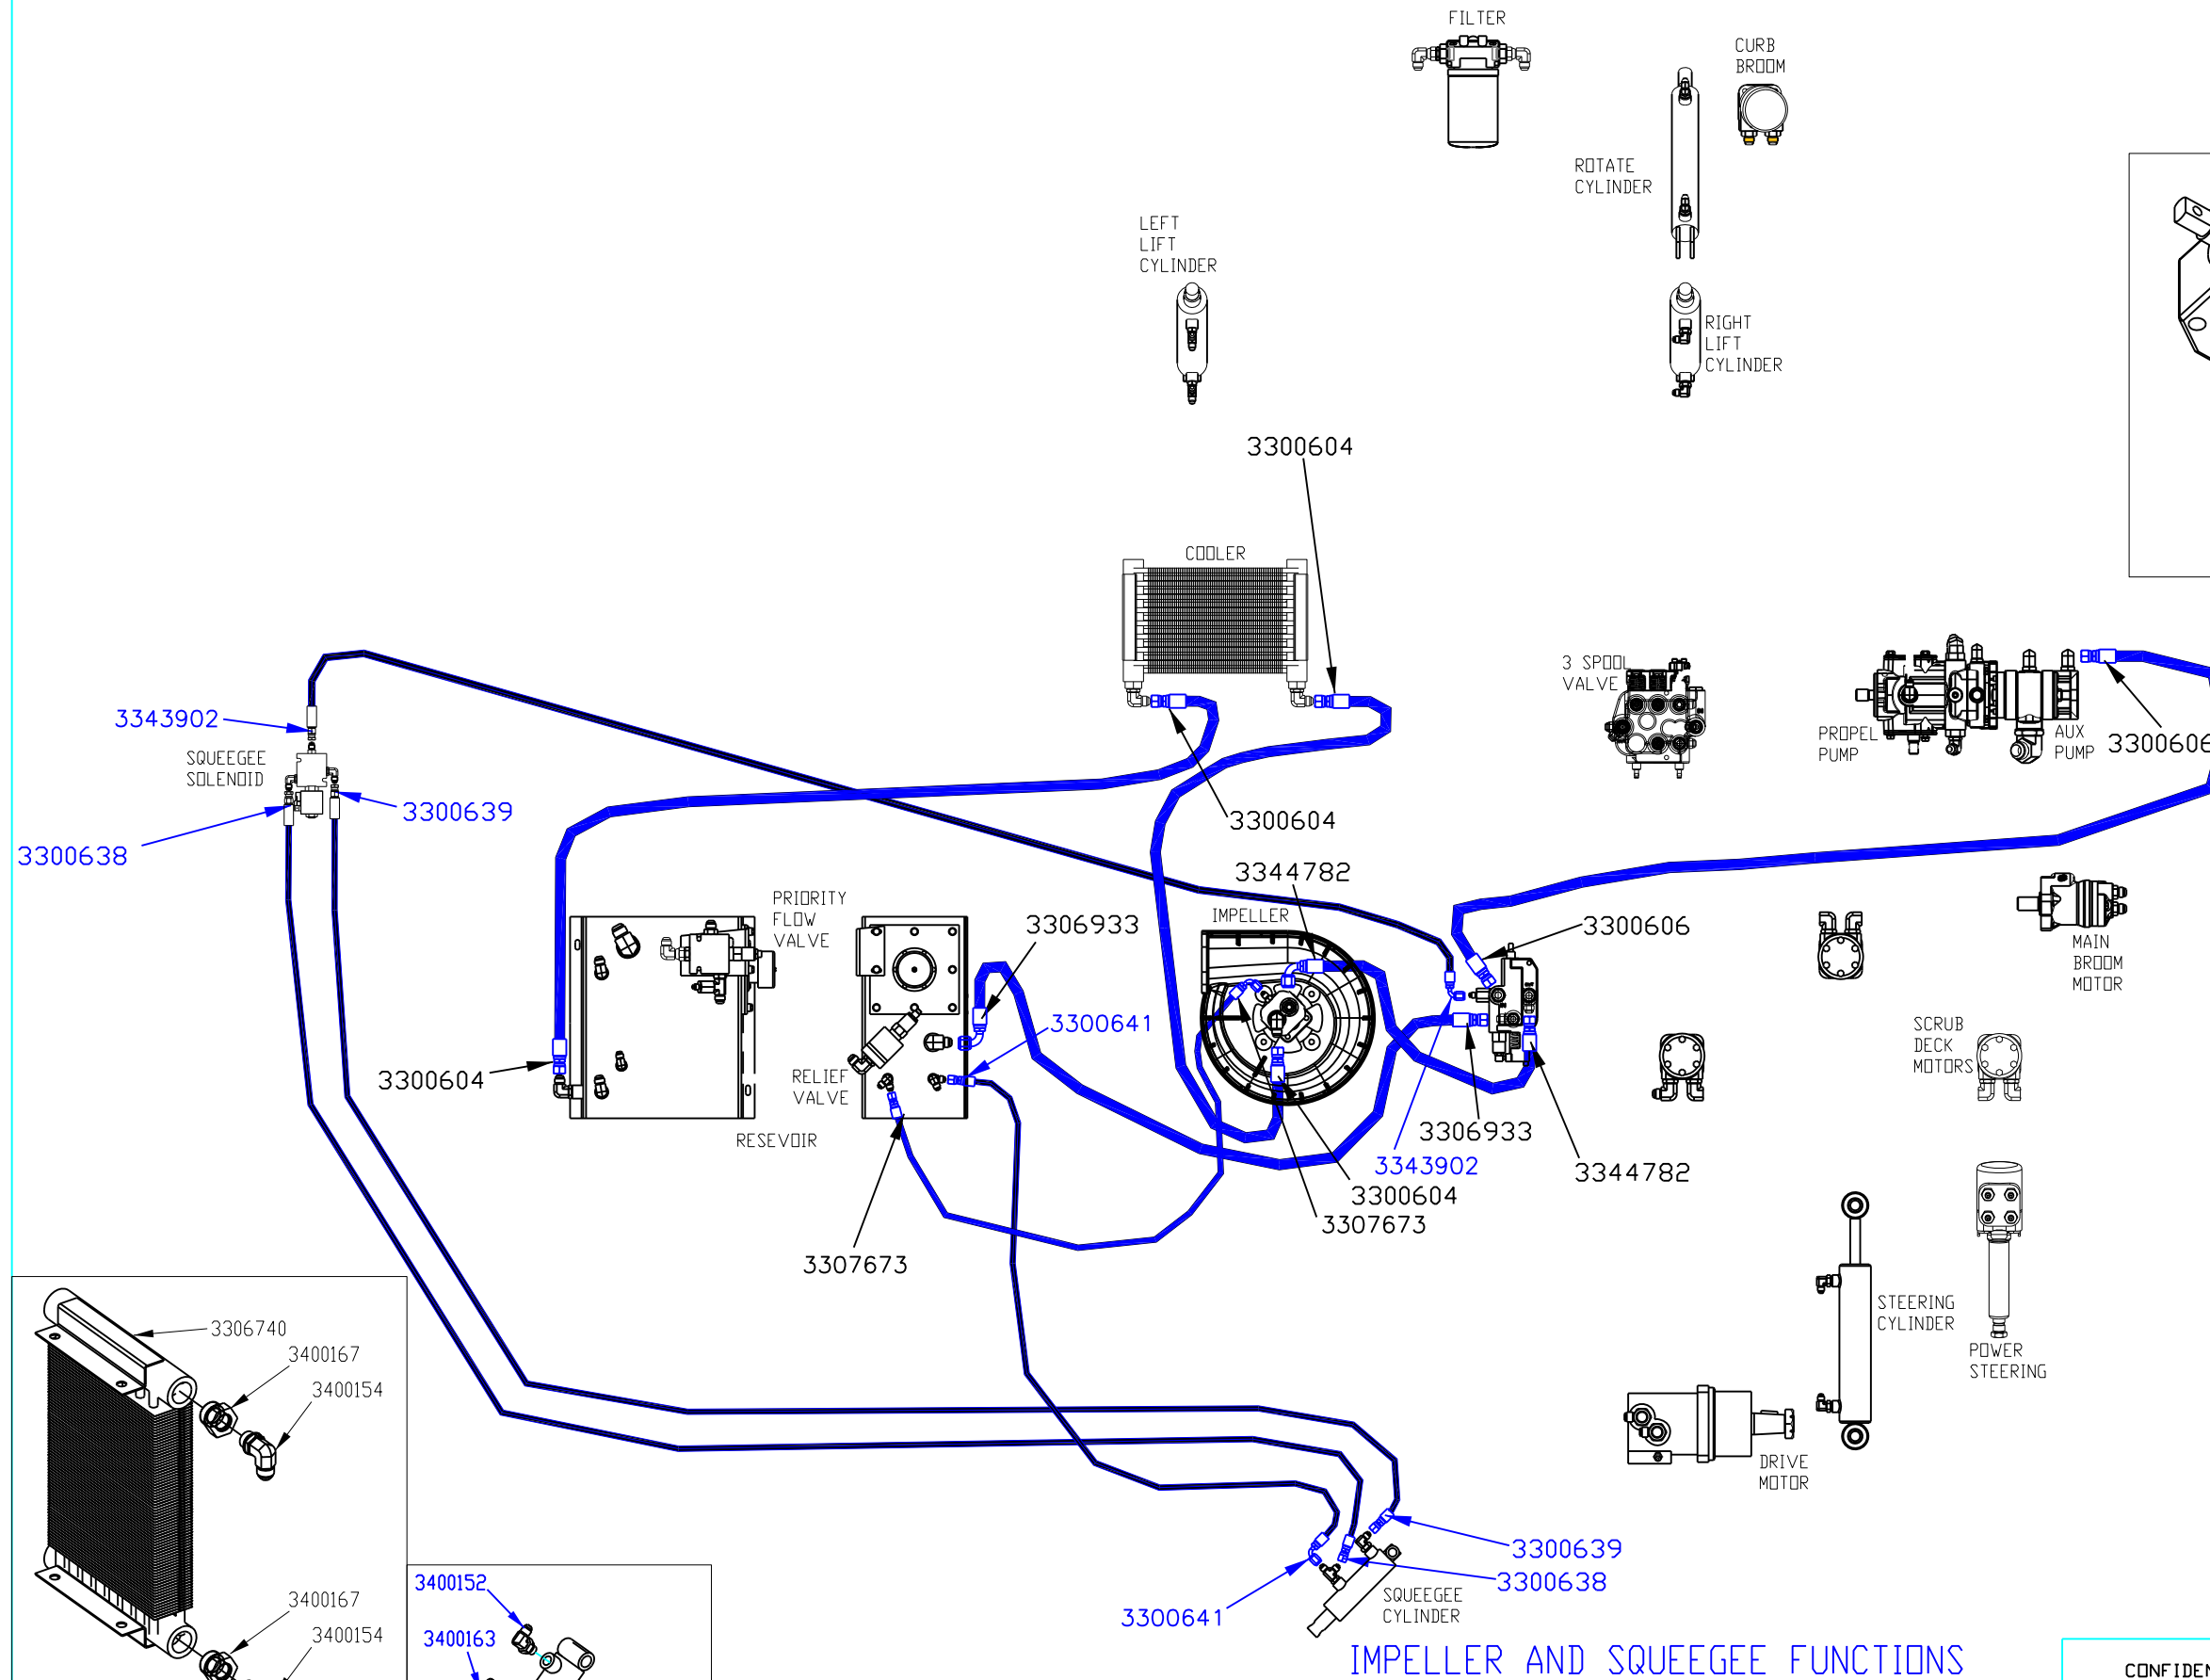 FILTER
CURB
BROOM
ROTATE
CYLINDER
LEFT
LIFT
CYLINDER
RIGHT
LIFT
CYLINDER
3300604
COOLER
3 SPOOL
VALVE
PROPEL
PUMP
AUX
PUMP
3300606
3343902
SQUEEGEE
SOLENOID
3300639
3300638
3300604
3344782
PRIORITY
FLOW
VALVE
3306933
IMPELLER
3300606
MAIN
BROOM
MOTOR
3300641
SCRUB
DECK
MOTORS
3300604
RELIEF
VALVE
RESEVOIR
3306933
3343902
3344782
3300604
3307673
3307673
STEERING
CYLINDER
POWER
STEERING
DRIVE
MOTOR
3306740
3400167
3400154
3400167
3400154
3400152
3400163
3300639
3300638
SQUEEGEE
CYLINDER
3300641
IMPELLER AND SQUEEGEE FUNCTIONS